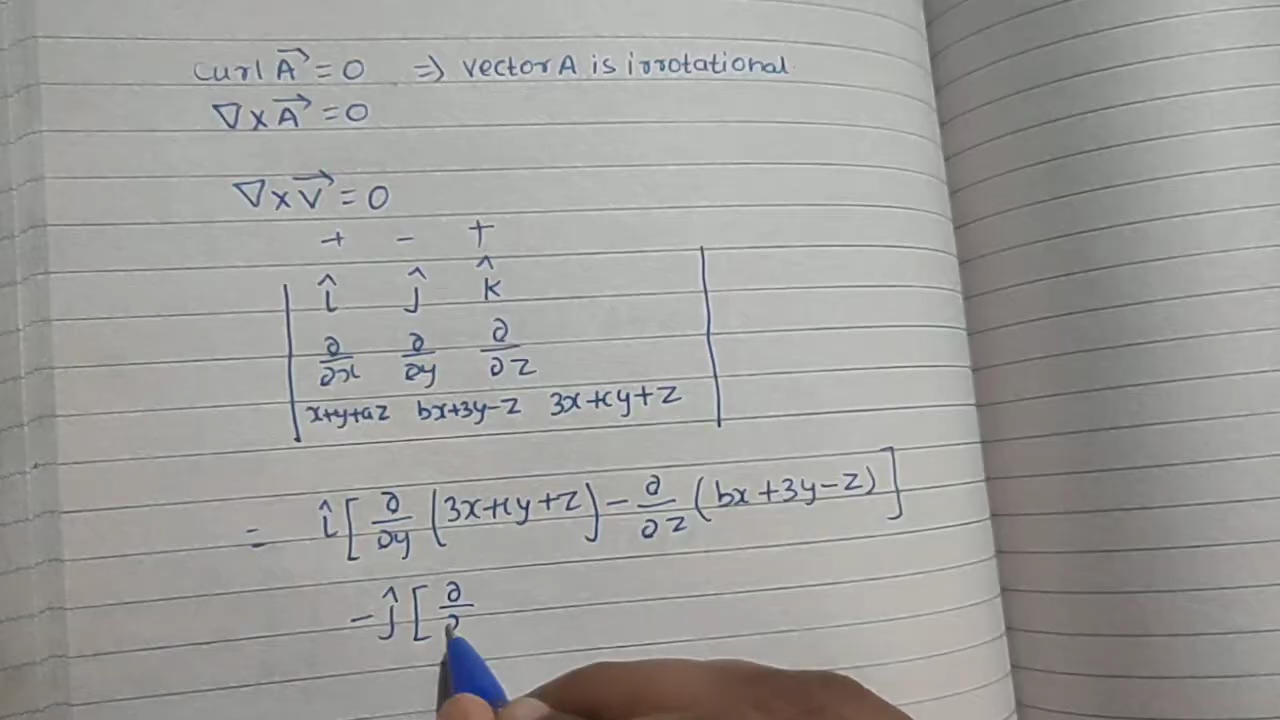 curl A⃗ = 0 ⇒ vector A is irrotational
∇×A⃗ = 0
∇×V⃗ = 0
+ − +
î ĵ k̂
∂/∂x ∂/∂y ∂/∂z
x+y+az bx+3y−z 3x+cy+z
= î[∂/∂y (3x+cy+z) − ∂/∂z (bx+3y−z)]
−ĵ[∂/∂